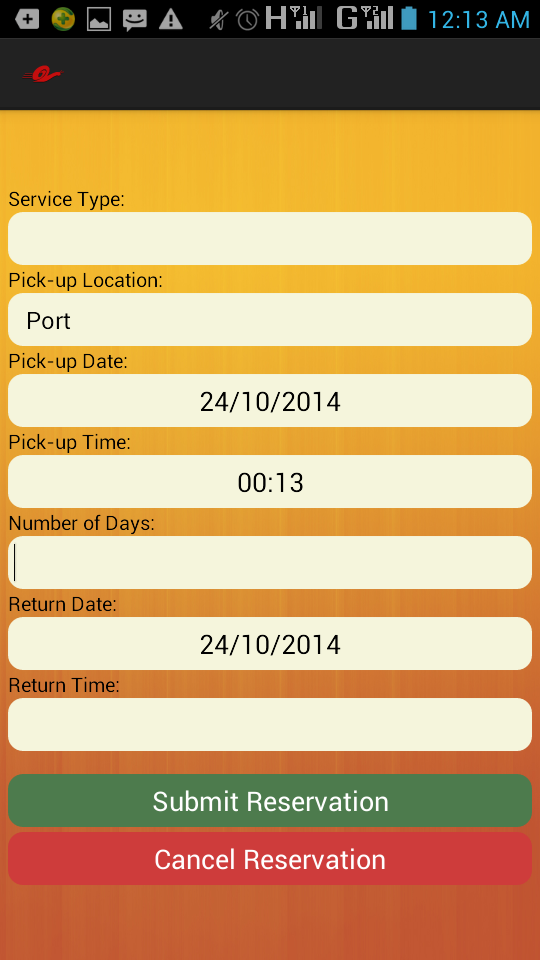 H G 12:13 AM
Service Type:
Pick-up Location:
Port
Pick-up Date:
24/10/2014
Pick-up Time:
00:13
Number of Days:
Return Date:
24/10/2014
Return Time:
Submit Reservation
Cancel Reservation